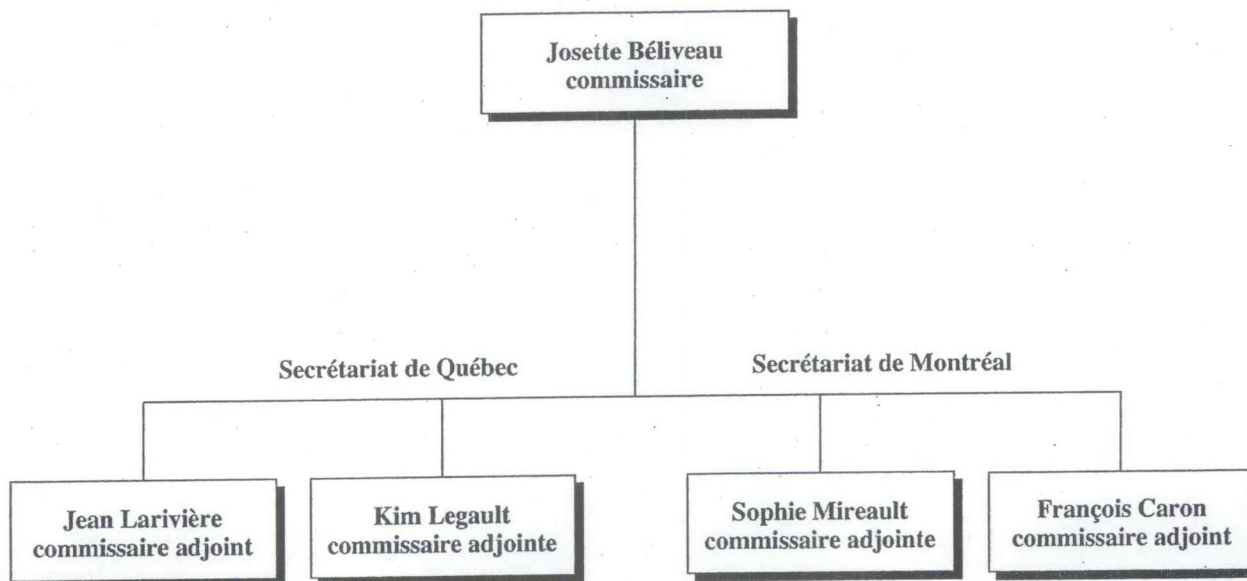 Josette Béliveau
commissaire
Secrétariat de Québec
Secrétariat de Montréal
Jean Larivière
commissaire adjoint
Kim Legault
commissaire adjointe
Sophie Mireault
commissaire adjointe
François Caron
commissaire adjoint